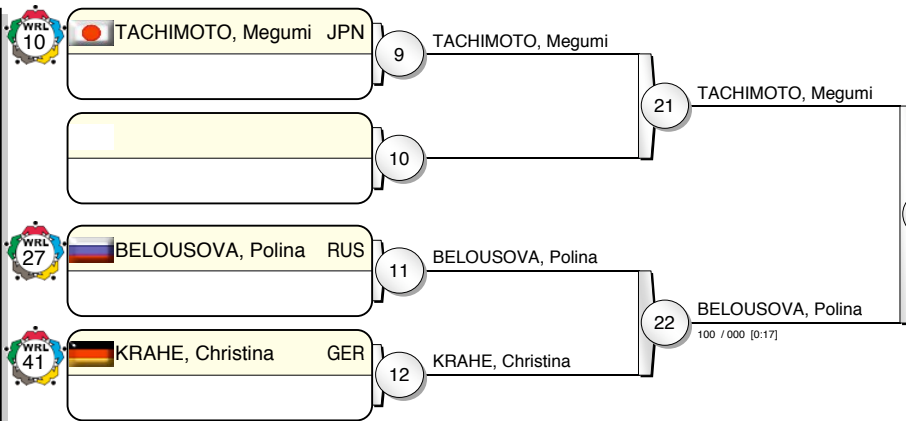 WRL
10
TACHIMOTO, Megumi JPN
9
TACHIMOTO, Megumi
21
TACHIMOTO, Megumi
10
WRL
27
BELOUSOVA, Polina RUS
11
BELOUSOVA, Polina
22
BELOUSOVA, Polina
100 / 000 [0:17]
WRL
41
KRAHE, Christina GER
12
KRAHE, Christina